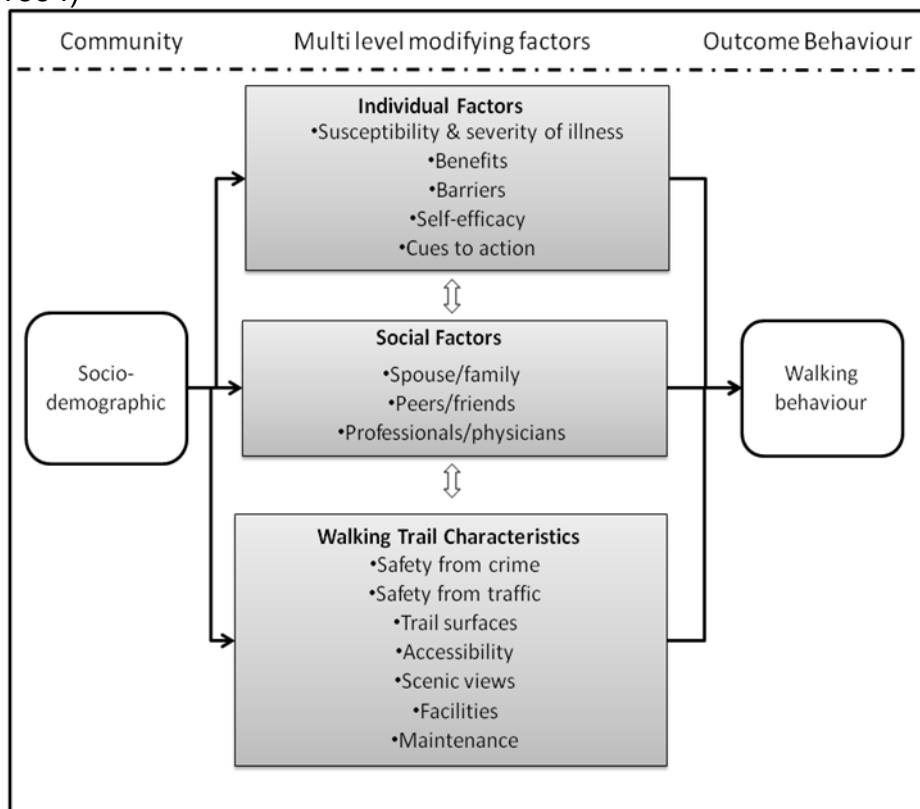 Community Multi level modifying factors Outcome Behaviour
Individual Factors
•Susceptibility & severity of illness
•Benefits
•Barriers
•Self-efficacy
•Cues to action
Socio-
demographic
Social Factors
•Spouse/family
•Peers/friends
•Professionals/physicians
Walking
behaviour
Walking Trail Characteristics
•Safety from crime
•Safety from traffic
•Trail surfaces
•Accessibility
•Scenic views
•Facilities
•Maintenance